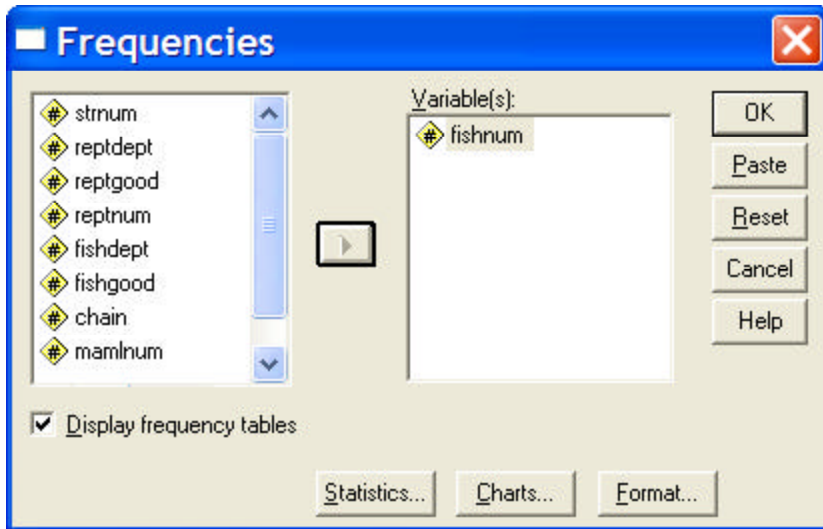 Frequencies
strnum
reptdept
reptgood
reptnum
fishdept
fishgood
chain
mamlnum
Variable(s):
fishnum
OK
Paste
Reset
Cancel
Help
Display frequency tables
Statistics...
Charts...
Format...